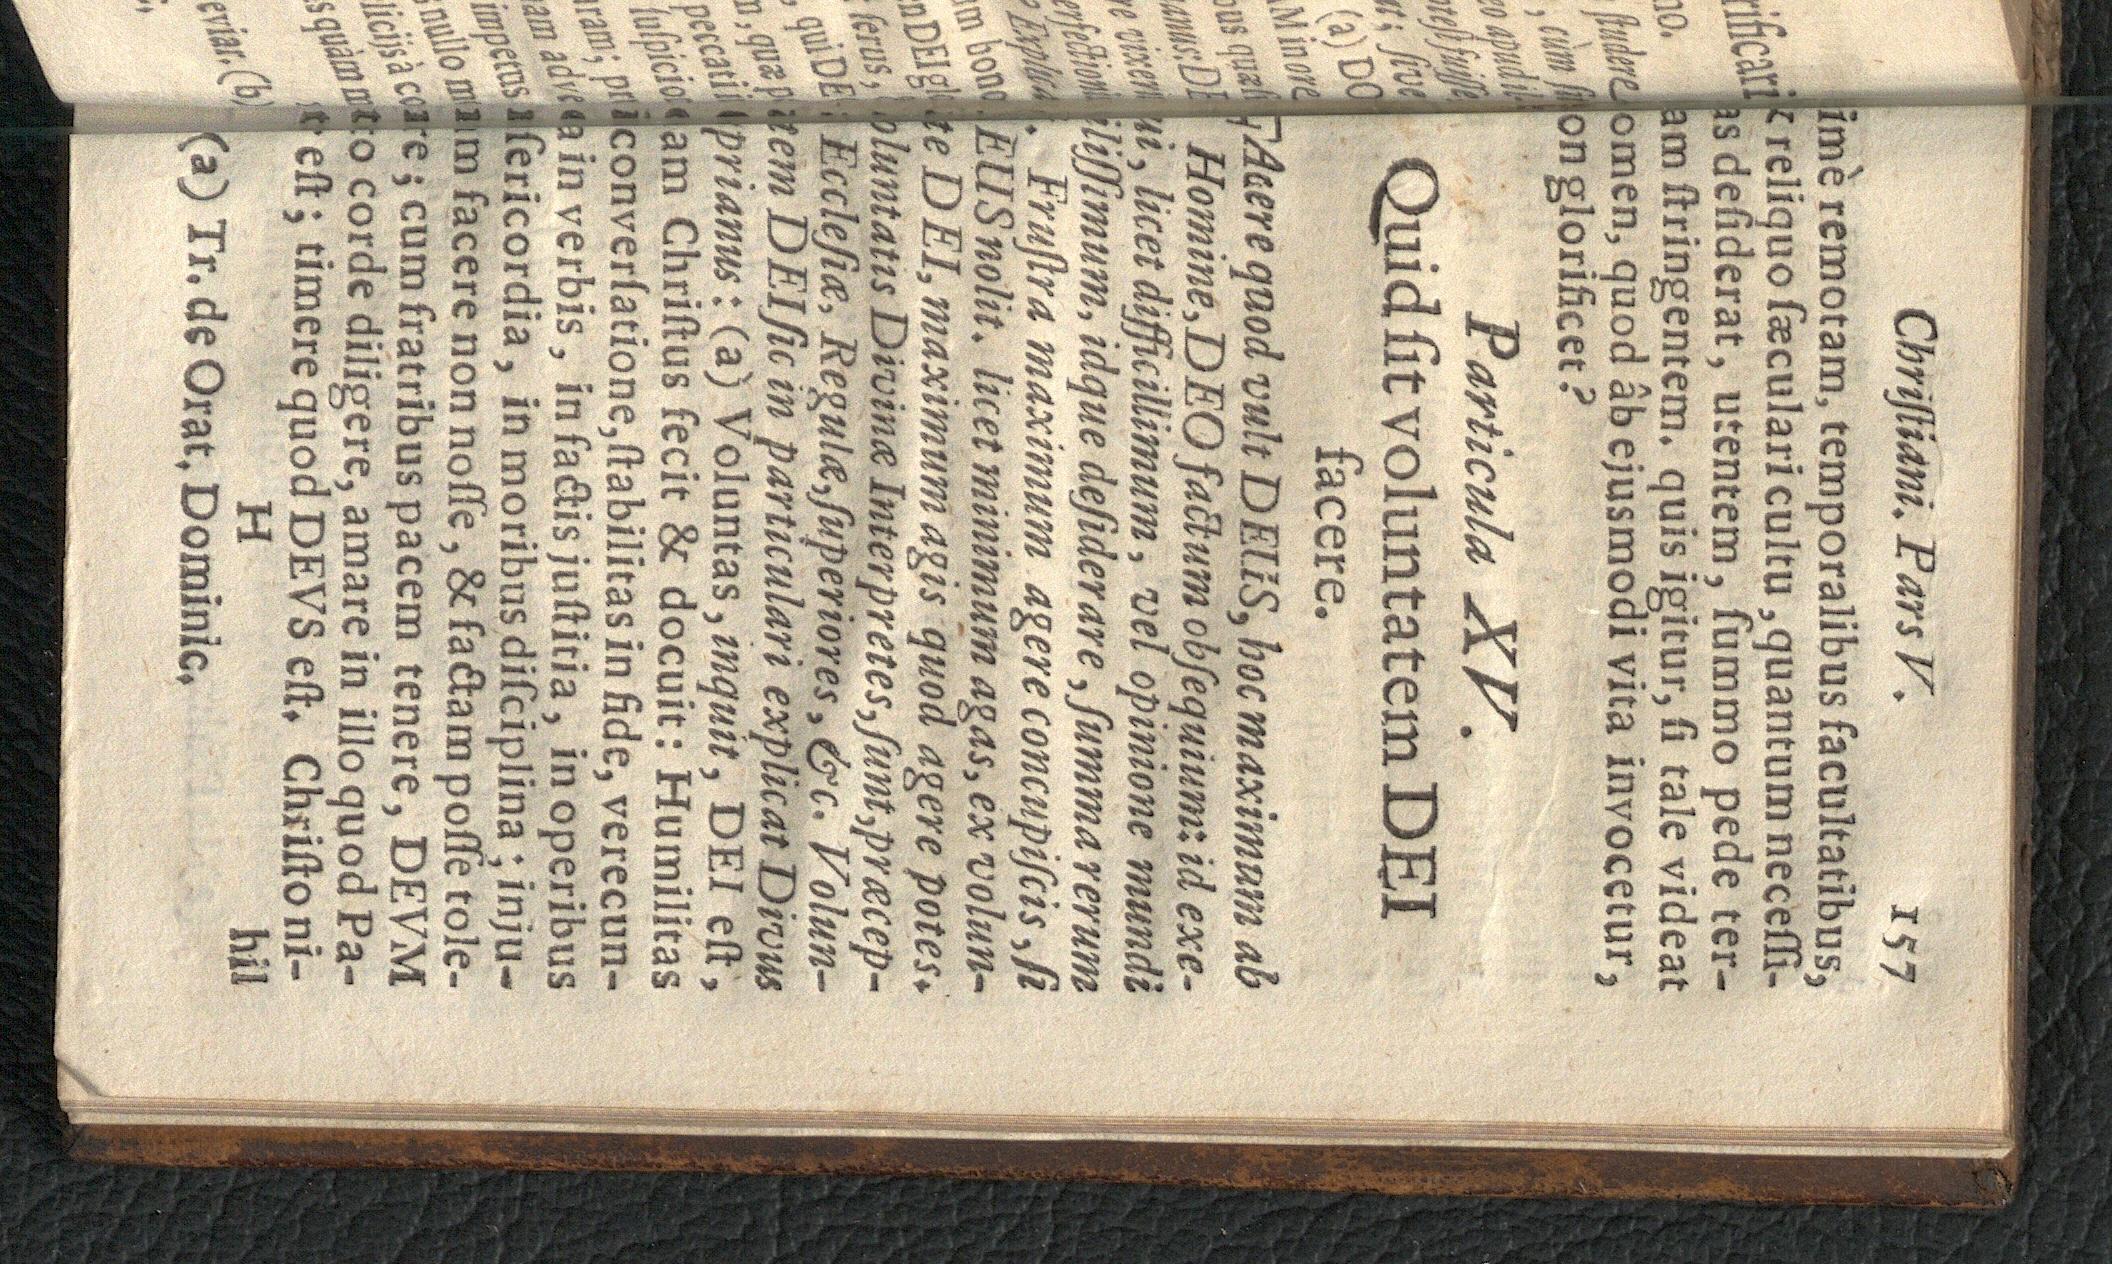 Chriſtiani. Pars V. 157
imè remotam, temporalibus facultatibus,
reliquo ſæculari cultu, quantum neceſſi-
as deſiderat, utentem, ſummo pede ter-
am ſtringentem. quis igitur, ſi tale videat
omen, quod âb ejusmodi vita invocetur,
on glorificet?
Particula XV.
Quid ſit voluntatem DEI
facere.
FAcere quod vult DEUS, hoc maximum ab
Homine, DEO factum obſequium: id exe-
ui, licet difficillimum, vel opinione mundi
iliſſimum, idque deſiderare, ſumma rerum
. Fruſtra maximum agere concupiſcis, ſi
EUS nolit. licet minimum agas, ex volun-
te DEI, maximum agis quod agere potes.
oluntatis Divinæ Interpretes, ſunt, præcep-
Eccleſiæ, Regulæ, ſuperiores, &c. Volum-
tem DEI ſic in particulari explicat Divus
prianus: (a) Voluntas, inquit, DEI eſt,
am Chriſtus fecit & docuit: Humilitas
converſatione, ſtabilitas in fide, verecun-
a in verbis, in factis juſtitia, in operibus
ſericordia, in moribus diſciplina; inju-
m facere non noſſe, & factam poſſe tole-
re; cum fratribus pacem tenere, DEVM
to corde diligere, amare in illo quod Pa-
eſt; timere quod DEVS eſt. Chriſto ni-
H hil
(a) Tr. de Orat. Dominic.